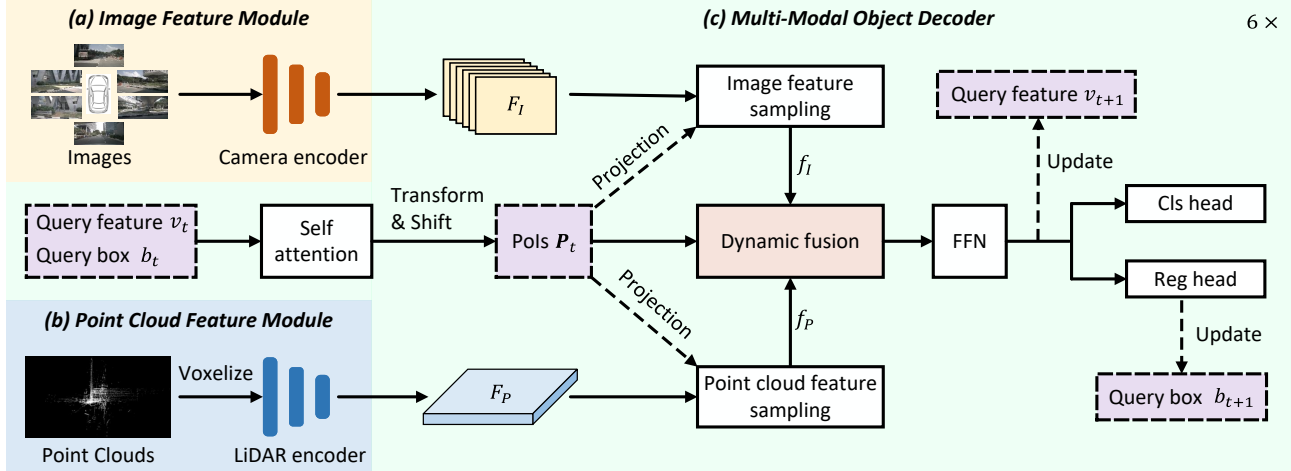 (a) Image Feature Module
(c) Multi-Modal Object Decoder
6 ×
Images
Camera encoder
F_I
Image feature
sampling
Query feature v_{t+1}
Projection
f_I
Update
Query feature v_t
Query box b_t
Self
attention
Transform
& Shift
PoIs P_t
Dynamic fusion
FFN
Cls head
Reg head
Projection
f_P
Update
(b) Point Cloud Feature Module
Voxelize
Point Clouds
LiDAR encoder
F_P
Point cloud feature
sampling
Query box b_{t+1}